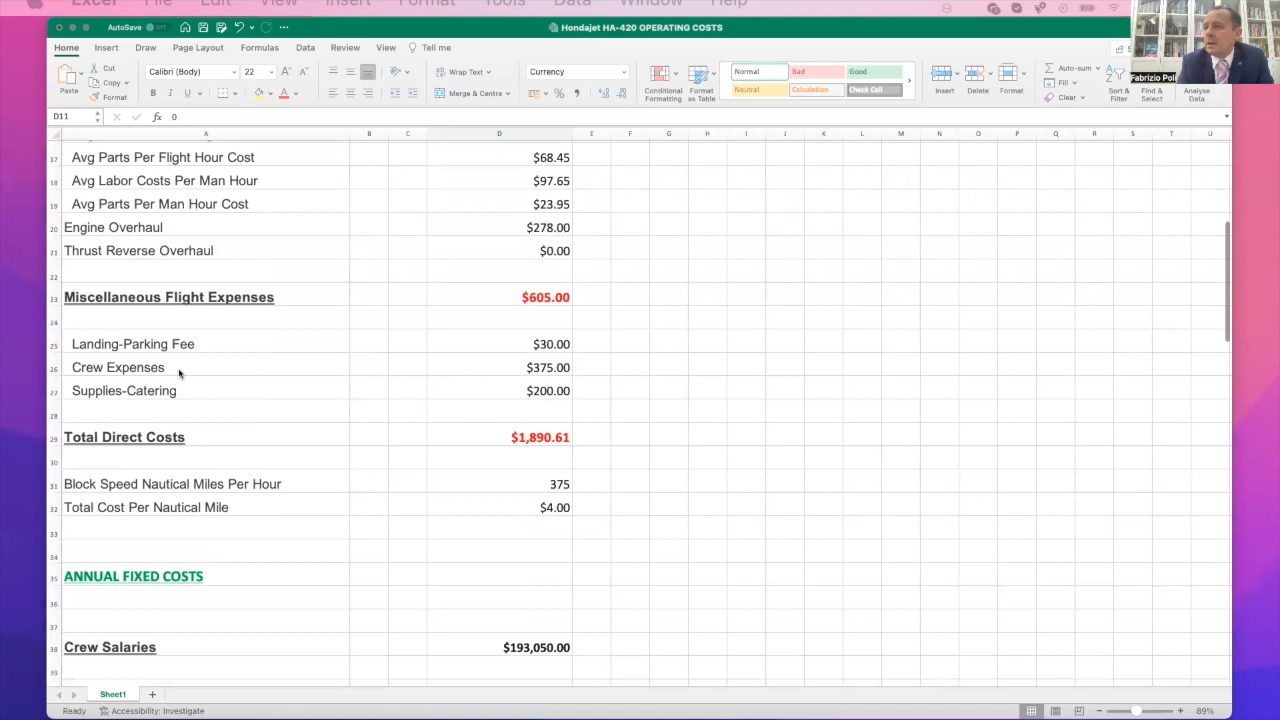 Excel File Edit View Insert Format Tools Data Window Help
AutoSave
Hondajet HA-420 OPERATING COSTS
Home Insert Draw Page Layout Formulas Data Review View Tell me
Paste
Cut
Copy
Format
Calibri (Body) 22
B I U
Wrap Text
Merge & Centre
Currency
Conditional Formatting
Format as Table
Normal Bad Good
Neutral Calculation Check Cell
Insert Delete Format
Auto-sum
Fill
Clear
Sort & Filter
Find & Select
Analyse Data
Fabrizio Poli
D11 fx 0
A B C D E F G H I J K L M N O P Q R S T U
17 Avg Parts Per Flight Hour Cost $68.45
18 Avg Labor Costs Per Man Hour $97.65
19 Avg Parts Per Man Hour Cost $23.95
20 Engine Overhaul $278.00
21 Thrust Reverse Overhaul $0.00
22
23 Miscellaneous Flight Expenses $605.00
24
25 Landing-Parking Fee $30.00
26 Crew Expenses $375.00
27 Supplies-Catering $200.00
28
29 Total Direct Costs $1,890.61
30
31 Block Speed Nautical Miles Per Hour 375
32 Total Cost Per Nautical Mile $4.00
33
34
35 ANNUAL FIXED COSTS
36
37
38 Crew Salaries $193,050.00
39
Sheet1 +
Ready Accessibility: Investigate 89%